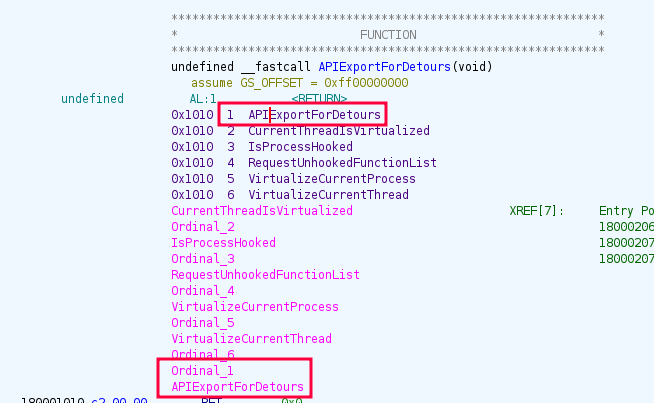 ******************************************************************
* FUNCTION *
******************************************************************
undefined __fastcall APIExportForDetours(void)
assume GS_OFFSET = 0xff00000000
undefined AL:1 <RETURN>
0x1010 1 APIExportForDetours
0x1010 2 CurrentThreadIsVirtualized
0x1010 3 IsProcessHooked
0x1010 4 RequestUnhookedFunctionList
0x1010 5 VirtualizeCurrentProcess
0x1010 6 VirtualizeCurrentThread
CurrentThreadIsVirtualized XREF[7]: Entry Po
Ordinal_2 18000206
IsProcessHooked 18000207
Ordinal_3 18000207
RequestUnhookedFunctionList
Ordinal_4
VirtualizeCurrentProcess
Ordinal_5
VirtualizeCurrentThread
Ordinal_6
Ordinal_1
APIExportForDetours
180001010 c2 00 00 RET 0x0